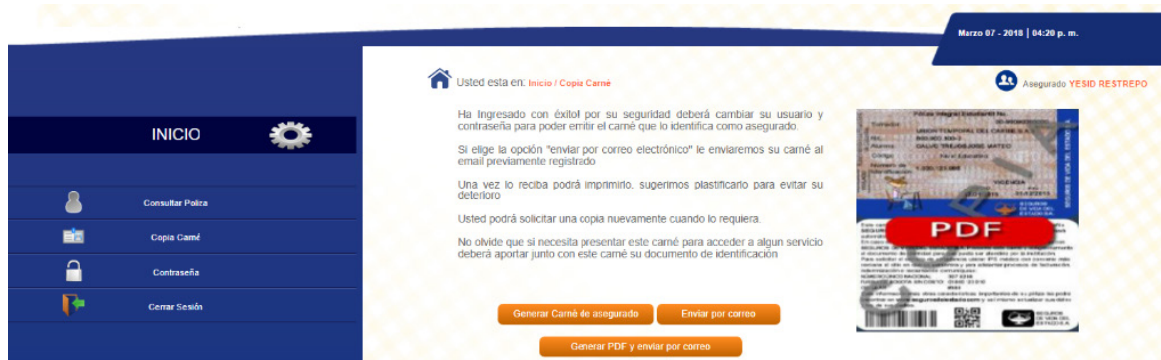 Marzo 07 - 2018 | 04:20 p. m.
Usted esta en: Inicio / Copia Carné
Asegurado YESID RESTREPO
INICIO
Consultar Poliza
Copia Carné
Contraseña
Cerrar Sesión
Ha Ingresado con éxito! por su seguridad deberá cambiar su usuario y
contraseña para poder emitir el carné que lo identifica como asegurado.
Si elige la opción "enviar por correo electrónico" le enviaremos su carné al
email previamente registrado
Una vez lo reciba podrá imprimirlo, sugerimos plastificarlo para evitar su
deterioro
Usted podrá solicitar una copia nuevamente cuando lo requiera.
No olvide que si necesita presentar este carné para acceder a algun servicio
deberá aportar junto con este carné su documento de identificación
Generar Carné de asegurado
Enviar por correo
Generar PDF y enviar por correo
COPIA
PDF
SEGUROS
DE VIDA DEL
ESTADO S.A.